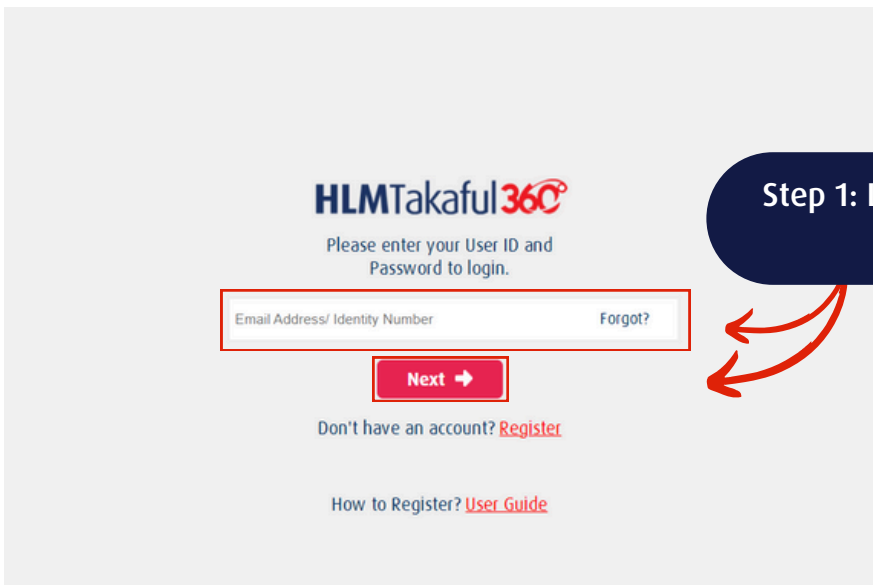 HLMTakaful360°
Step 1:
Please enter your User ID and
Password to login.
Email Address/ Identity Number Forgot?
Next
Don't have an account? Register
How to Register? User Guide